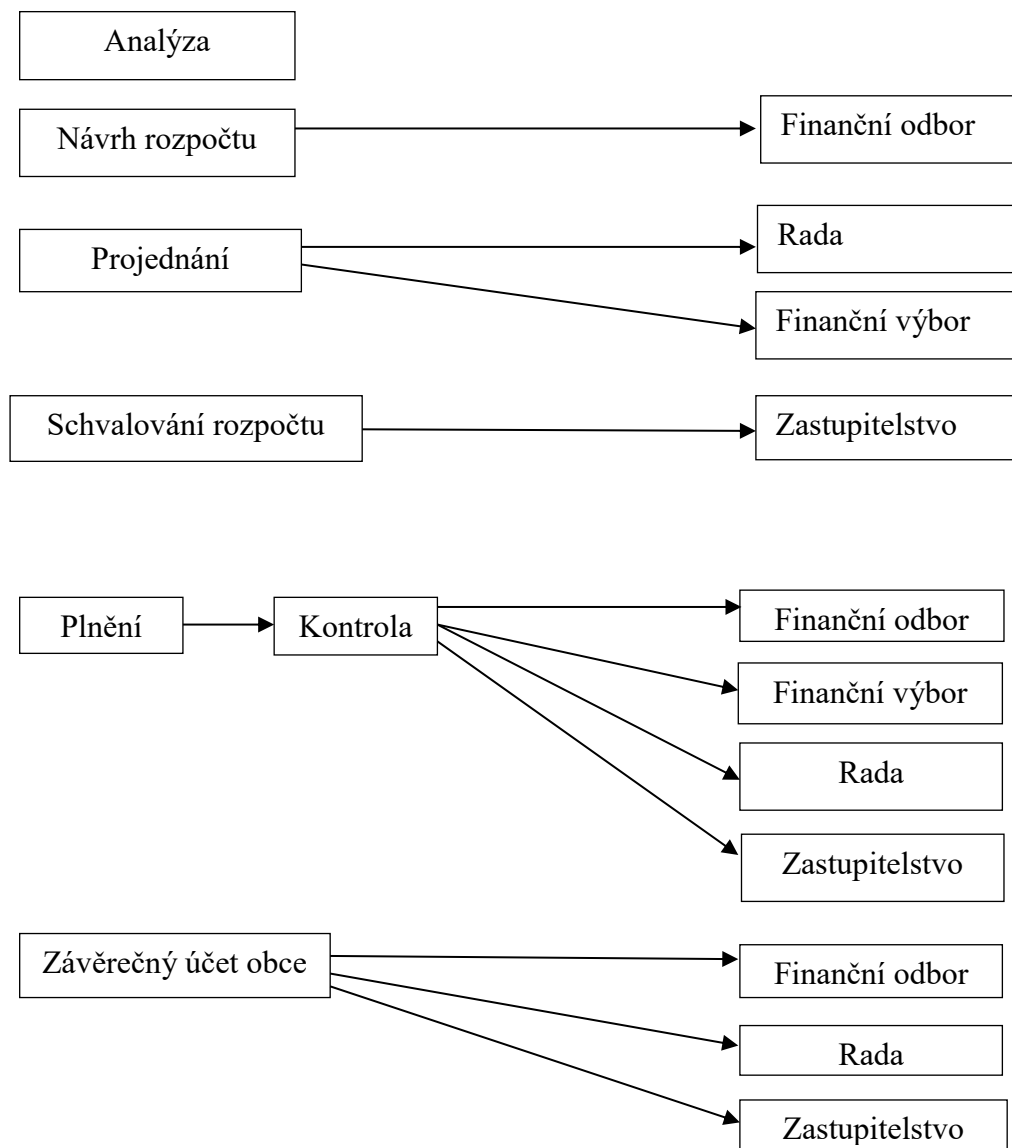 Analýza
Návrh rozpočtu
Finanční odbor
Projednání
Rada
Finanční výbor
Schvalování rozpočtu
Zastupitelstvo
Plnění
Kontrola
Finanční odbor
Finanční výbor
Rada
Zastupitelstvo
Závěrečný účet obce
Finanční odbor
Rada
Zastupitelstvo